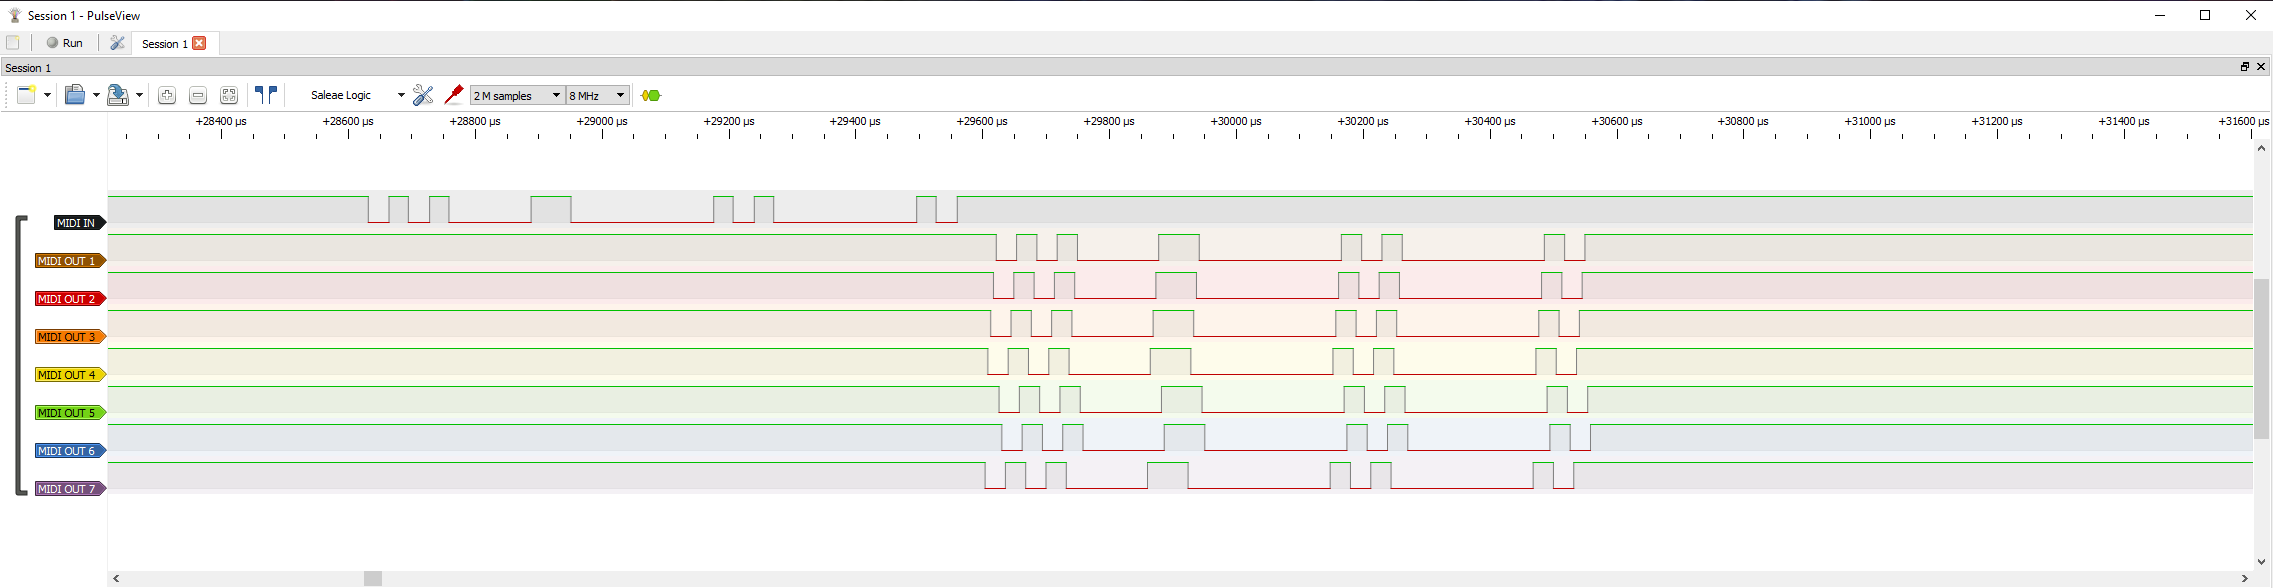 Session 1 - PulseView
Run
Session 1
Session 1
Saleae Logic
2 M samples
8 MHz
+28400 µs +28600 µs +28800 µs +29000 µs +29200 µs +29400 µs +29600 µs +29800 µs +30000 µs +30200 µs +30400 µs +30600 µs +30800 µs +31000 µs +31200 µs +31400 µs +31600 µs
MIDI IN
MIDI OUT 1
MIDI OUT 2
MIDI OUT 3
MIDI OUT 4
MIDI OUT 5
MIDI OUT 6
MIDI OUT 7